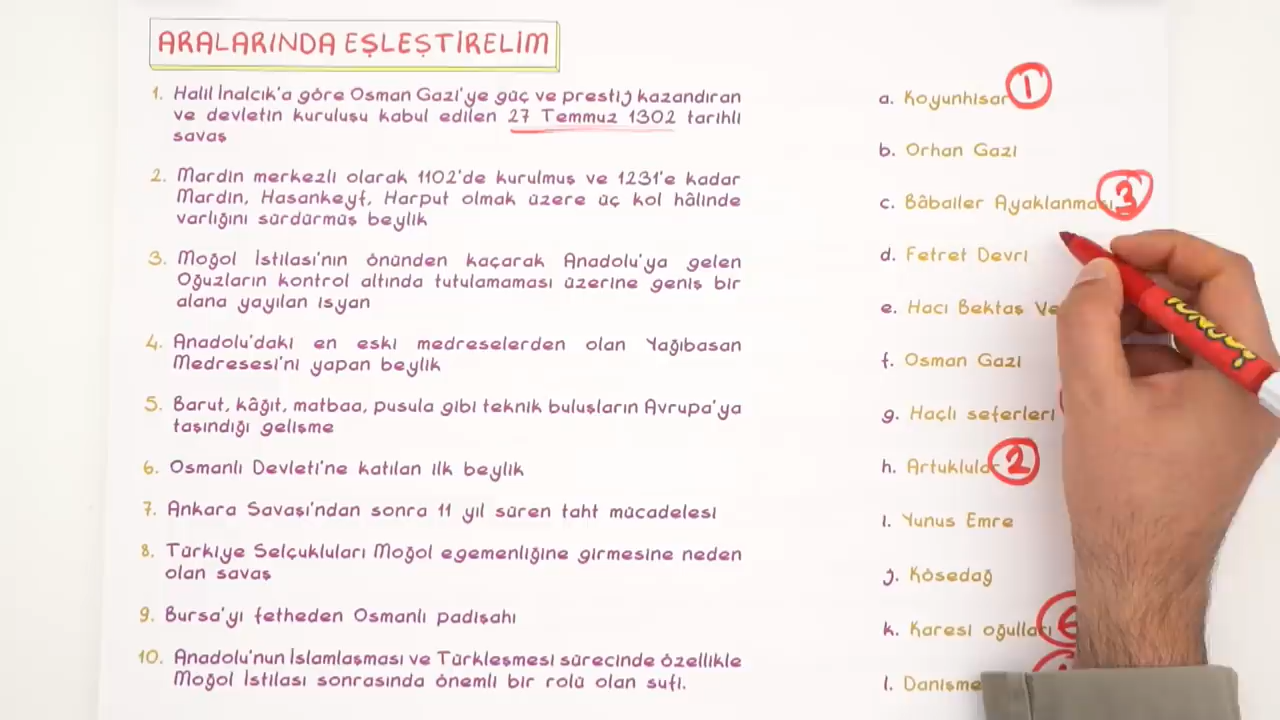 ARALARINDA EŞLEŞTİRELİM
1. Halil İnalcık'a göre Osman Gazi'ye güç ve prestij kazandıran
ve devletin kuruluşu kabul edilen 27 Temmuz 1302 tarihli
savaş
2. Mardin merkezli olarak 1102'de kurulmuş ve 1231'e kadar
Mardin, Hasankeyf, Harput olmak üzere üç kol hâlinde
varlığını sürdürmüş beylik
3. Moğol İstilası'nın önünden kaçarak Anadolu'ya gelen
Oğuzların kontrol altında tutulamaması üzerine geniş bir
alana yayılan isyan
4. Anadolu'daki en eski medreselerden olan Yağıbasan
Medresesi'ni yapan beylik
5. Barut, kâğıt, matbaa, pusula gibi teknik buluşların Avrupa'ya
taşındığı gelişme
6. Osmanlı Devleti'ne katılan ilk beylik
7. Ankara Savaşı'ndan sonra 11 yıl süren taht mücadelesi
8. Türkiye Selçukluları Moğol egemenliğine girmesine neden
olan savaş
9. Bursa'yı fetheden Osmanlı padişahı
10. Anadolu'nun İslamlaşması ve Türkleşmesi sürecinde özellikle
Moğol İstilası sonrasında önemli bir rolü olan sufi.
a. Koyunhisar 1
b. Orhan Gazi
c. Bâbailer Ayaklanması 3
d. Fetret Devri
e. Hacı Bektaş Ve
f. Osman Gazi
g. Haçlı seferleri
h. Artuklular 2
ı. Yunus Emre
j. Kösedağ
k. Karesi oğulları
l. Danişme